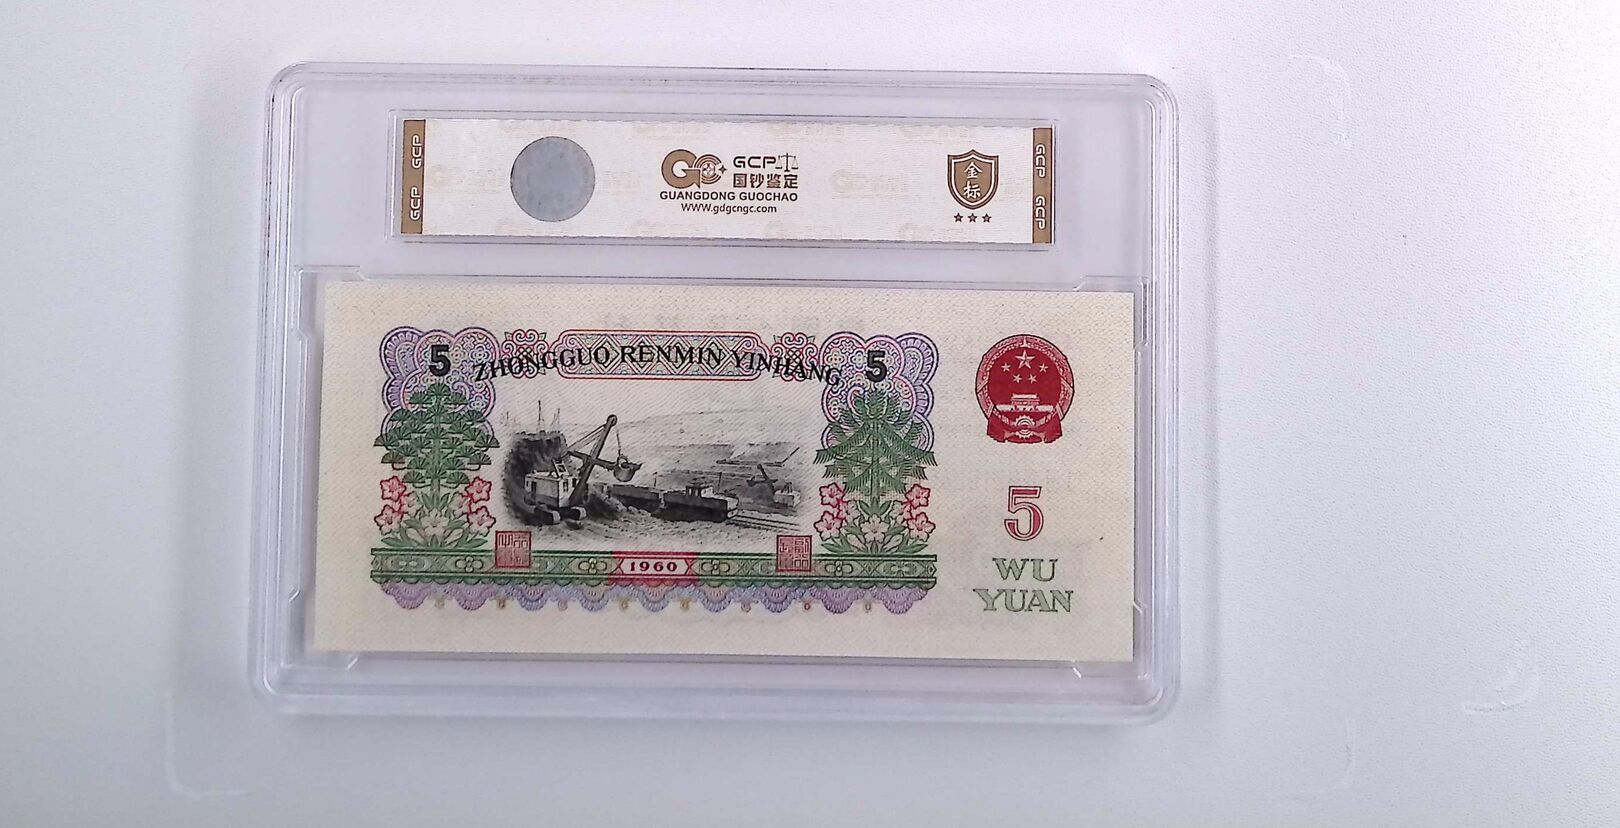 GCP
GCP
GCP
国钞鉴定
GUANGDONG GUOCHAO
WWW.gdgcngc.com
金
标
GCP
GCP
5
ZHONGGUO RENMIN YINHANG
5
5
WU
YUAN
1960